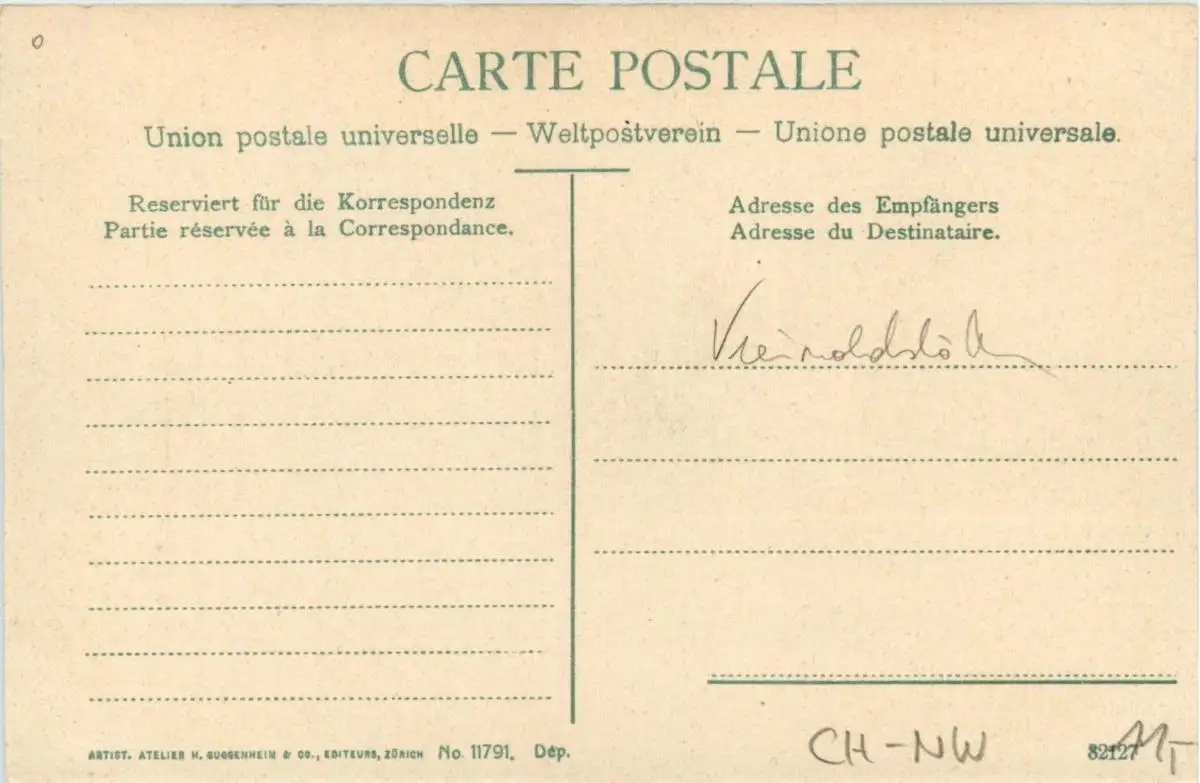 CARTE POSTALE
Union postale universelle — Weltpostverein — Unione postale universale.
Reserviert für die Korrespondenz
Partie réservée à la Correspondance.
Adresse des Empfängers
Adresse du Destinataire.
ARTIST. ATELIER H. GUGGENHEIM & CO., EDITEURS, ZÜRICH No. 11791. Dép.
CH-NW
82127